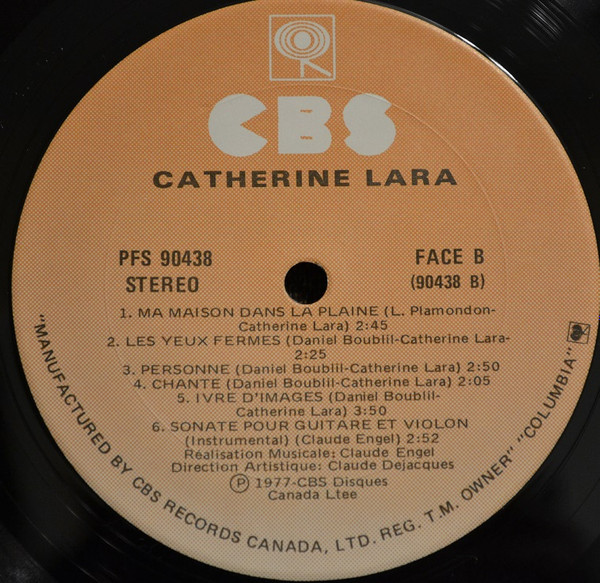 CBS
CATHERINE LARA
PFS 90438
STEREO
FACE B
(90438 B)
1. MA MAISON DANS LA PLAINE (L. Plamondon-
Catherine Lara) 2:45
2. LES YEUX FERMES (Daniel Boublil-Catherine Lara-
2:25
3. PERSONNE (Daniel Boublil-Catherine Lara) 2:50
4. CHANTE (Daniel Boublil-Catherine Lara) 2:05
5. IVRE D'IMAGES (Daniel Boublil-
Catherine Lara) 3:50
6. SONATE POUR GUITARE ET VIOLON
(Instrumental) (Claude Engel) 2:52
Réalisation Musicale: Claude Engel
Direction Artistique: Claude Dejacques
Ⓟ 1977-CBS Disques
Canada Ltee
"MANUFACTURED BY CBS RECORDS CANADA, LTD. REG. T.M. OWNER" "COLUMBIA"